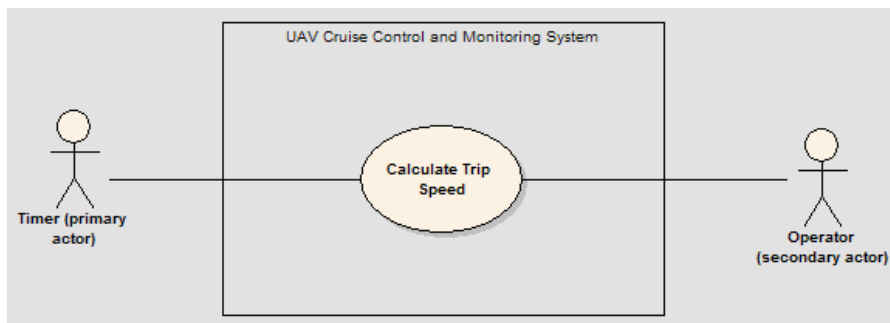 UAV Cruise Control and Monitoring System
Calculate Trip
Speed
Timer (primary
actor)
Operator
(secondary actor)